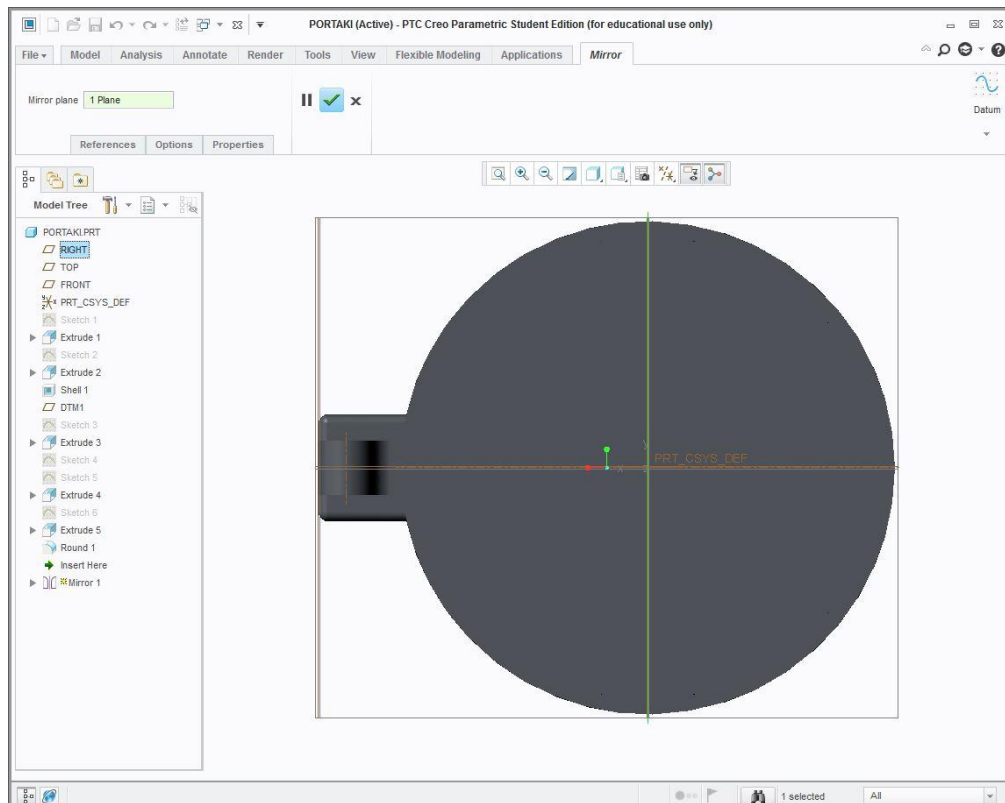 PORTAKI (Active) - PTC Creo Parametric Student Edition (for educational use only)
File Model Analysis Annotate Render Tools View Flexible Modeling Applications Mirror
Mirror plane 1 Plane
Datum
References Options Properties
Model Tree
PORTAKI.PRT
RIGHT
TOP
FRONT
PRT_CSYS_DEF
Sketch 1
Extrude 1
Sketch 2
Extrude 2
Shell 1
DTM1
Sketch 3
Extrude 3
Sketch 4
Sketch 5
Extrude 4
Sketch 6
Extrude 5
Round 1
Insert Here
Mirror 1
y
PRT_CSYS_DEF
x
1 selected All